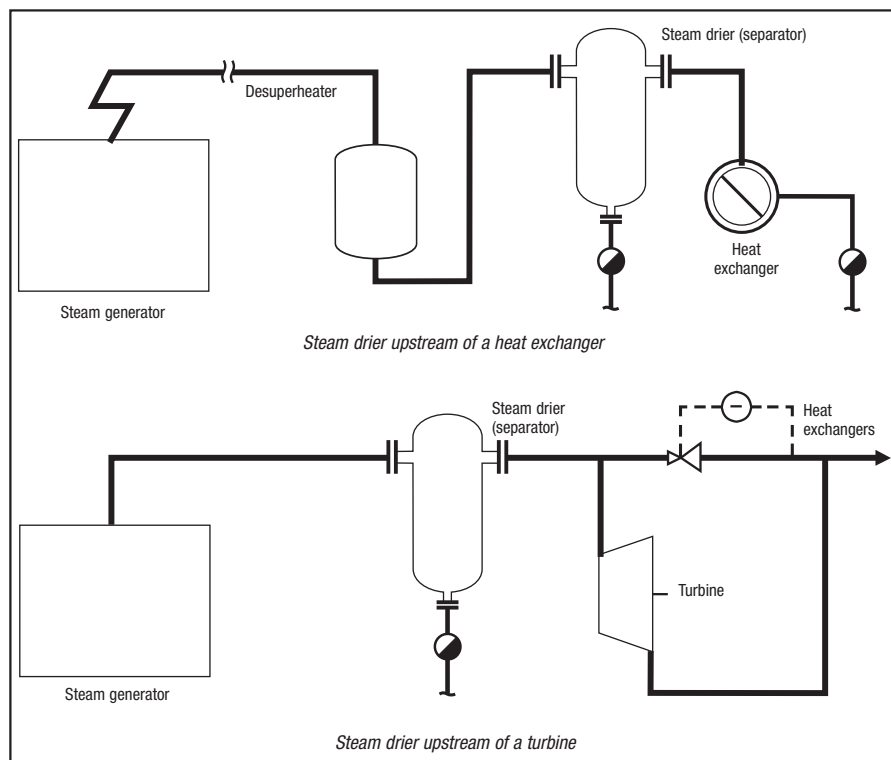 Steam drier (separator)
Desuperheater
Heat
exchanger
Steam generator
Steam drier upstream of a heat exchanger
Steam drier
(separator)
Heat
exchangers
Turbine
Steam generator
Steam drier upstream of a turbine